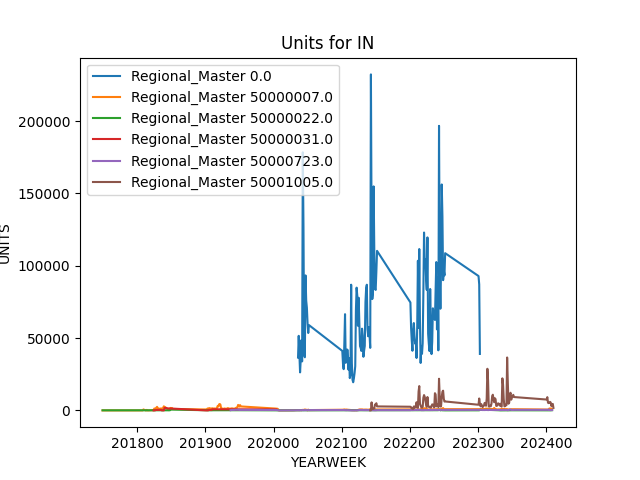 Units for IN
Regional_Master 0.0
Regional_Master 50000007.0
Regional_Master 50000022.0
Regional_Master 50000031.0
Regional_Master 50000723.0
Regional_Master 50001005.0
UNITS
200000
150000
100000
50000
0
201800 201900 202000 202100 202200 202300 202400
YEARWEEK